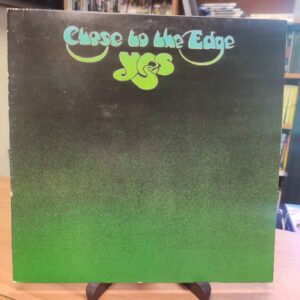 Close to the Edge
yes